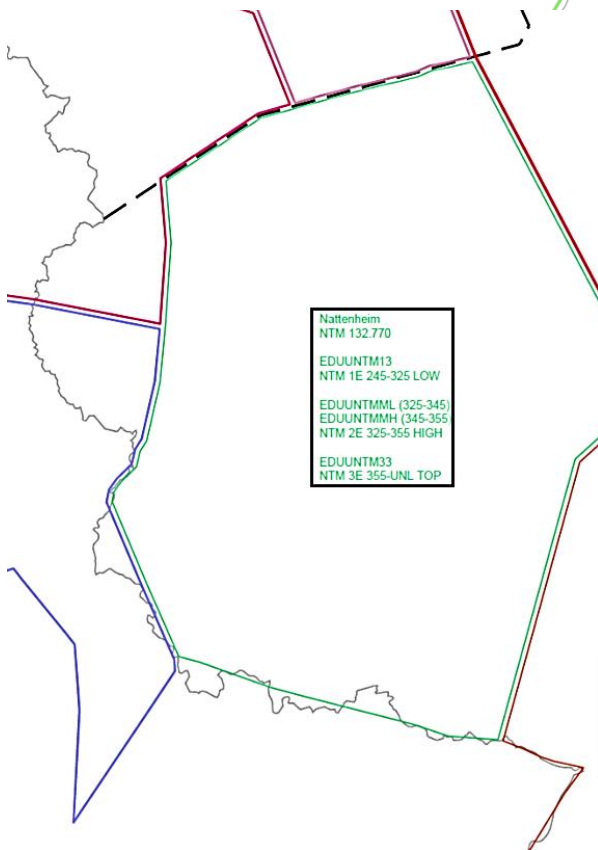 Nattenheim
NTM 132.770
EDUUNTM13
NTM 1E 245-325 LOW
EDUUNTMML (325-345)
EDUUNTMMH (345-355)
NTM 2E 325-355 HIGH
EDUUNTM33
NTM 3E 355-UNL TOP